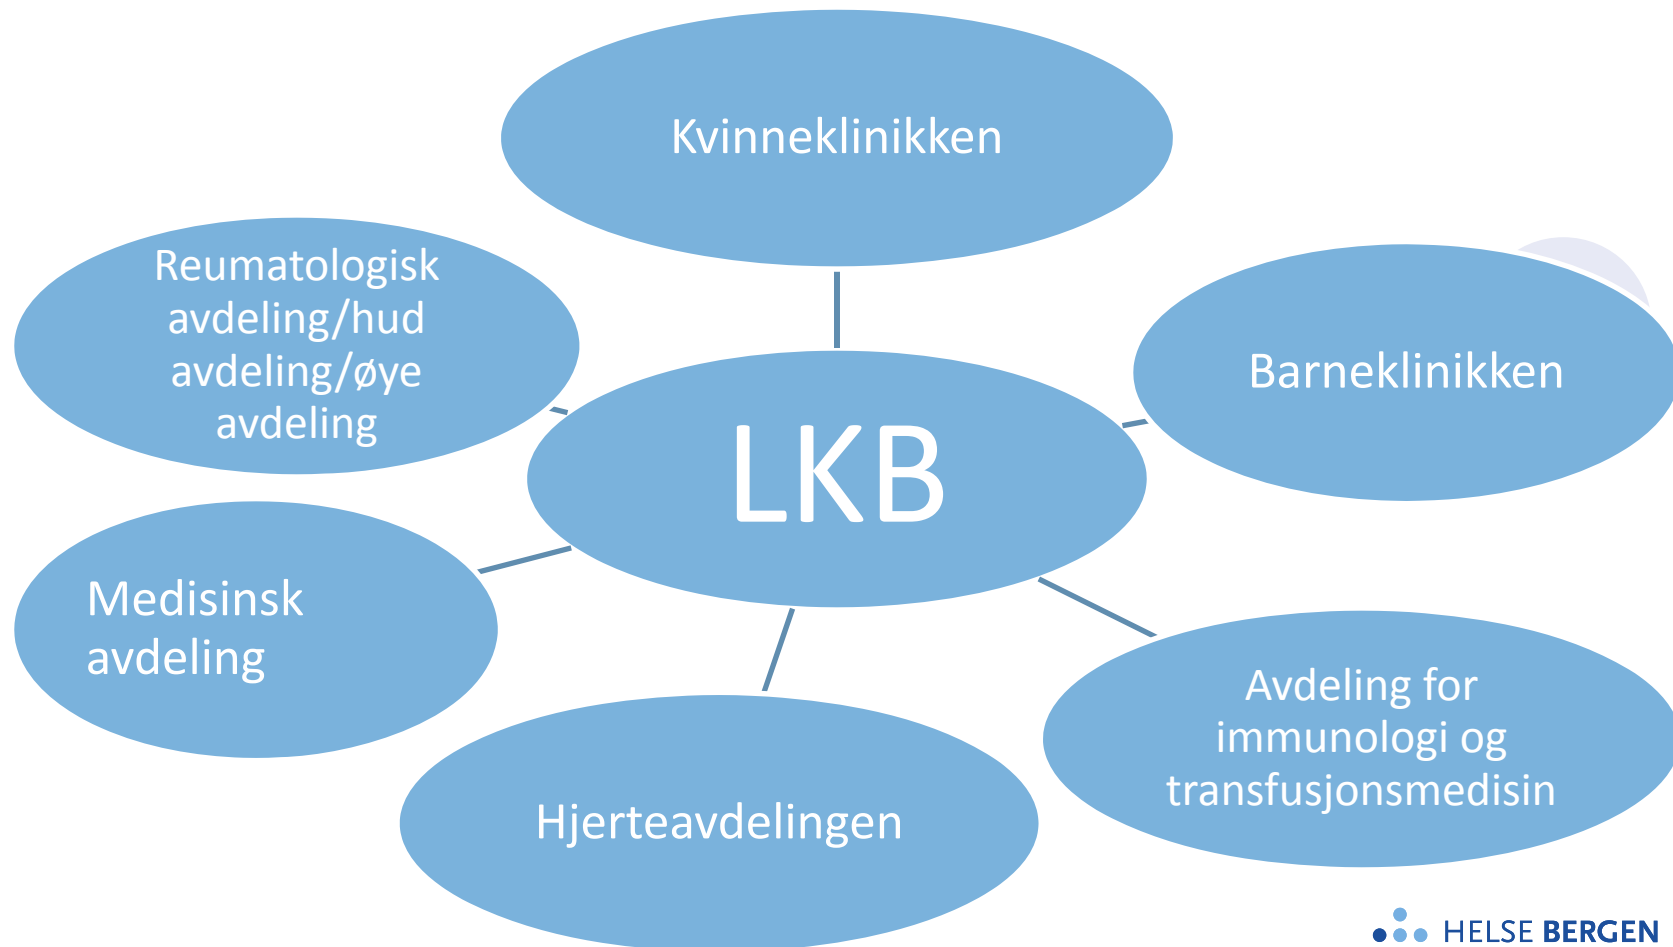 Kvinneklinikken
Reumatologisk
avdeling/hud
avdeling/øye
avdeling
Barneklinikken
LKB
Medisinsk
avdeling
Avdeling for
immunologi og
transfusjonsmedisin
Hjerteavdelingen
HELSE BERGEN